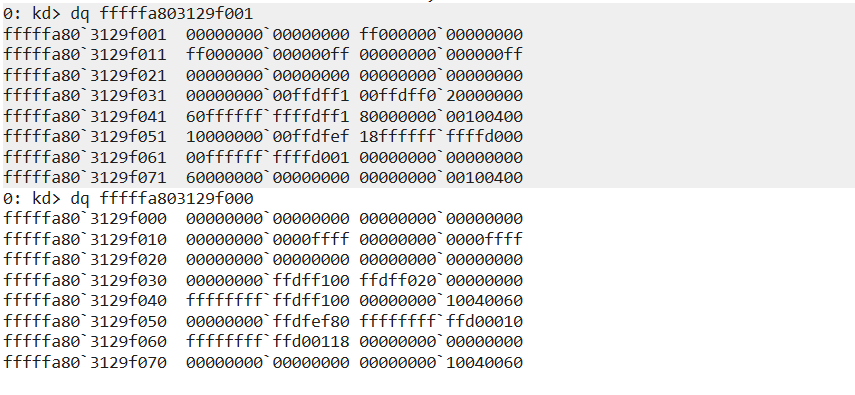 0: kd> dq fffffa803129f001
fffffa80`3129f001  00000000`00000000 ff000000`00000000
fffffa80`3129f011  ff000000`000000ff 00000000`000000ff
fffffa80`3129f021  00000000`00000000 00000000`00000000
fffffa80`3129f031  00000000`00ffdff1 00ffdff0`20000000
fffffa80`3129f041  60ffffff`ffffdff1 80000000`00100400
fffffa80`3129f051  10000000`00ffdfef 18ffffff`ffffd000
fffffa80`3129f061  00ffffff`ffffd001 00000000`00000000
fffffa80`3129f071  60000000`00000000 00000000`00100400
0: kd> dq fffffa803129f000
fffffa80`3129f000  00000000`00000000 00000000`00000000
fffffa80`3129f010  00000000`0000ffff 00000000`0000ffff
fffffa80`3129f020  00000000`00000000 00000000`00000000
fffffa80`3129f030  00000000`ffdff100 ffdff020`00000000
fffffa80`3129f040  ffffffff`ffdff100 00000000`10040060
fffffa80`3129f050  00000000`ffdfef80 ffffffff`ffd00010
fffffa80`3129f060  ffffffff`ffd00118 00000000`00000000
fffffa80`3129f070  00000000`00000000 00000000`10040060